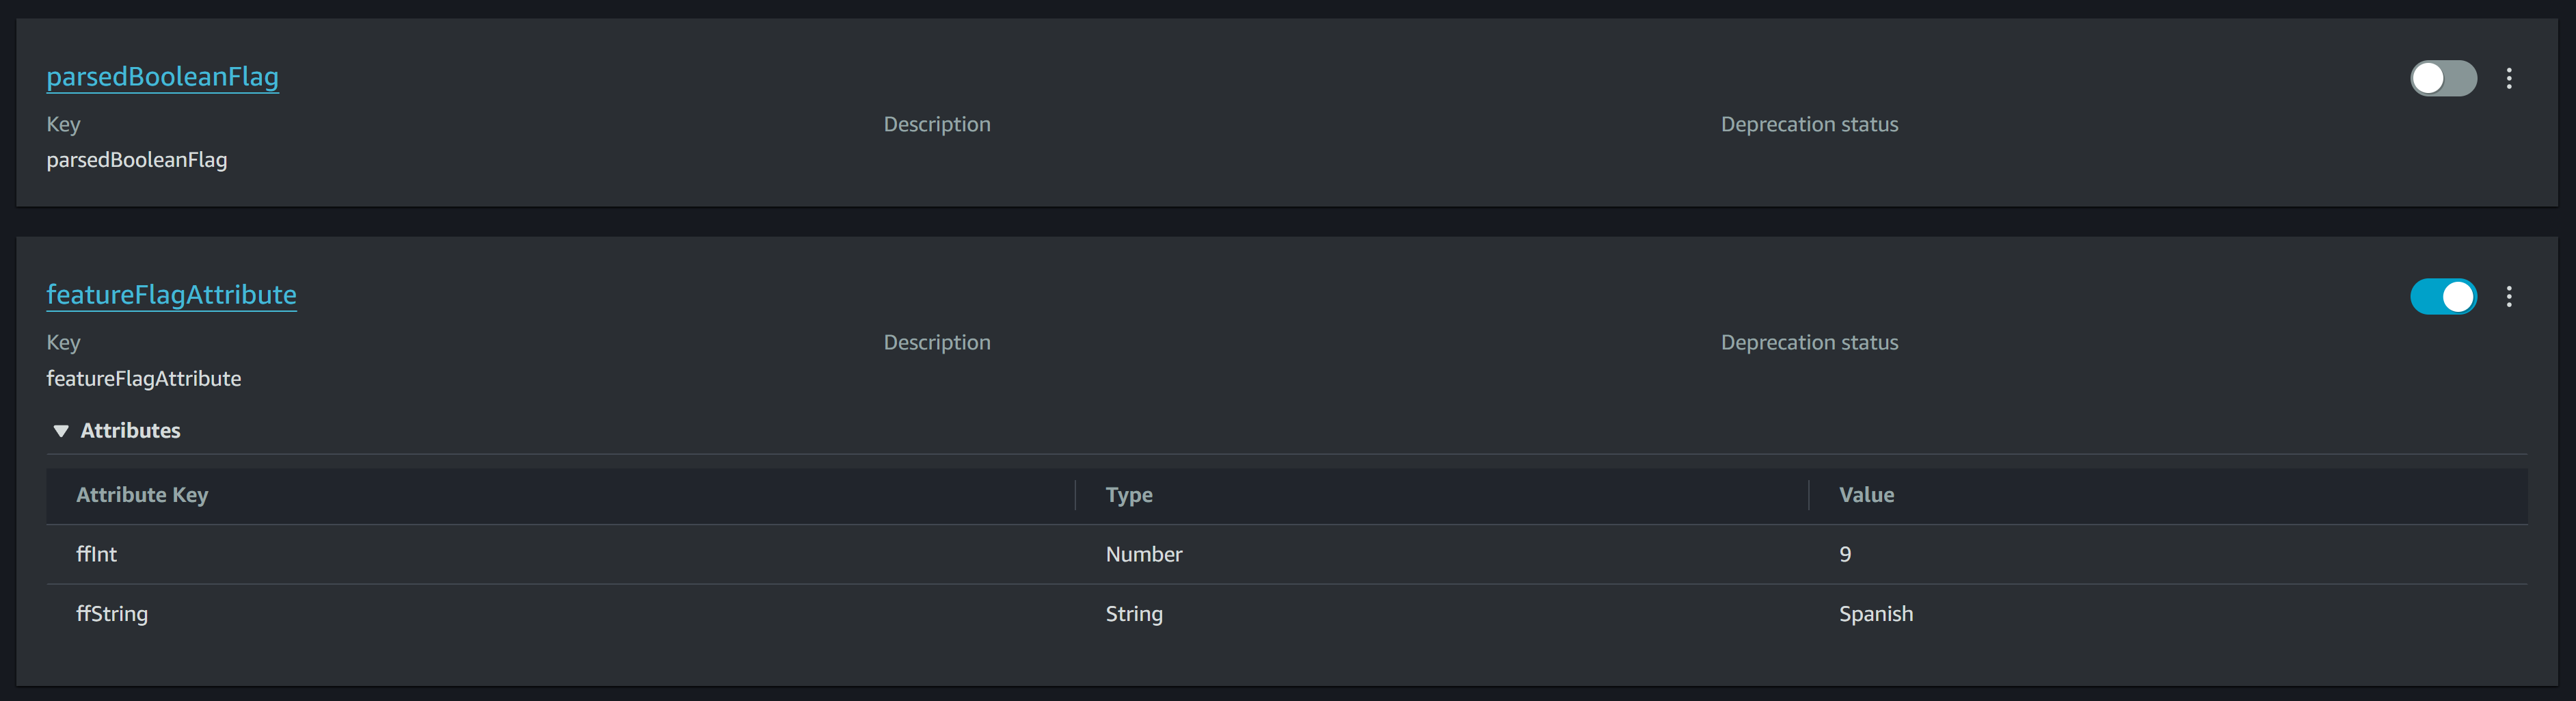 parsedBooleanFlag
Key Description Deprecation status
parsedBooleanFlag
featureFlagAttribute
Key Description Deprecation status
featureFlagAttribute
Attributes
Attribute Key Type Value
ffInt Number 9
ffString String Spanish